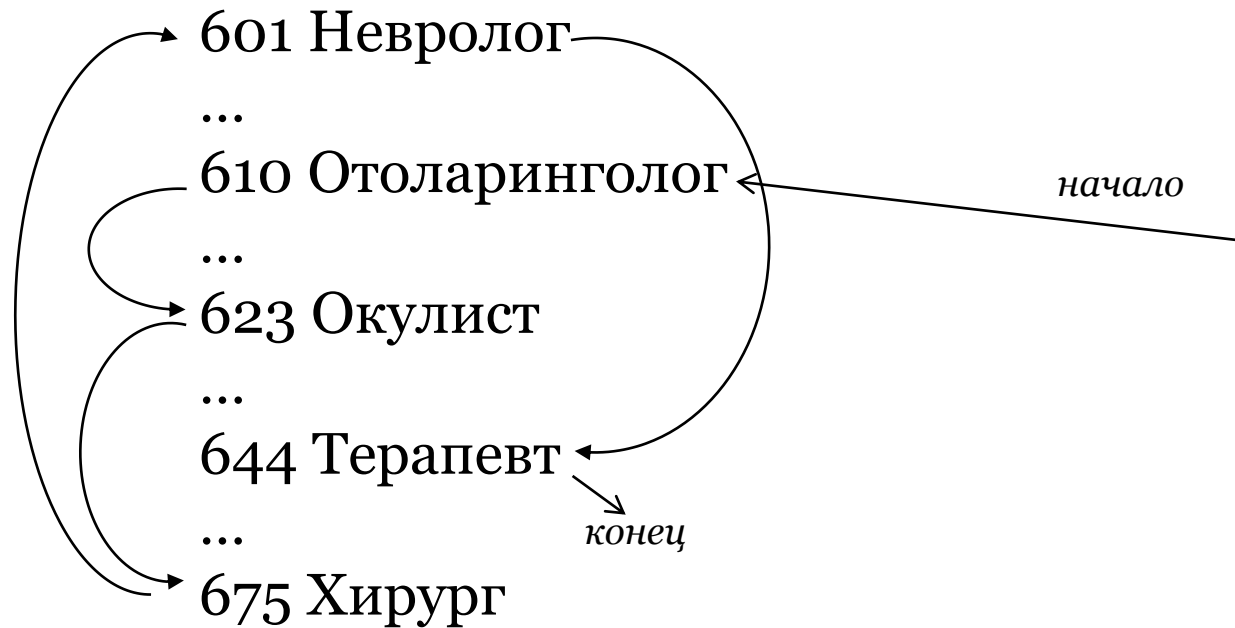 601 Невролог
...
610 Отоларинголог
начало
...
623 Окулист
...
644 Терапевт
конец
...
675 Хирург